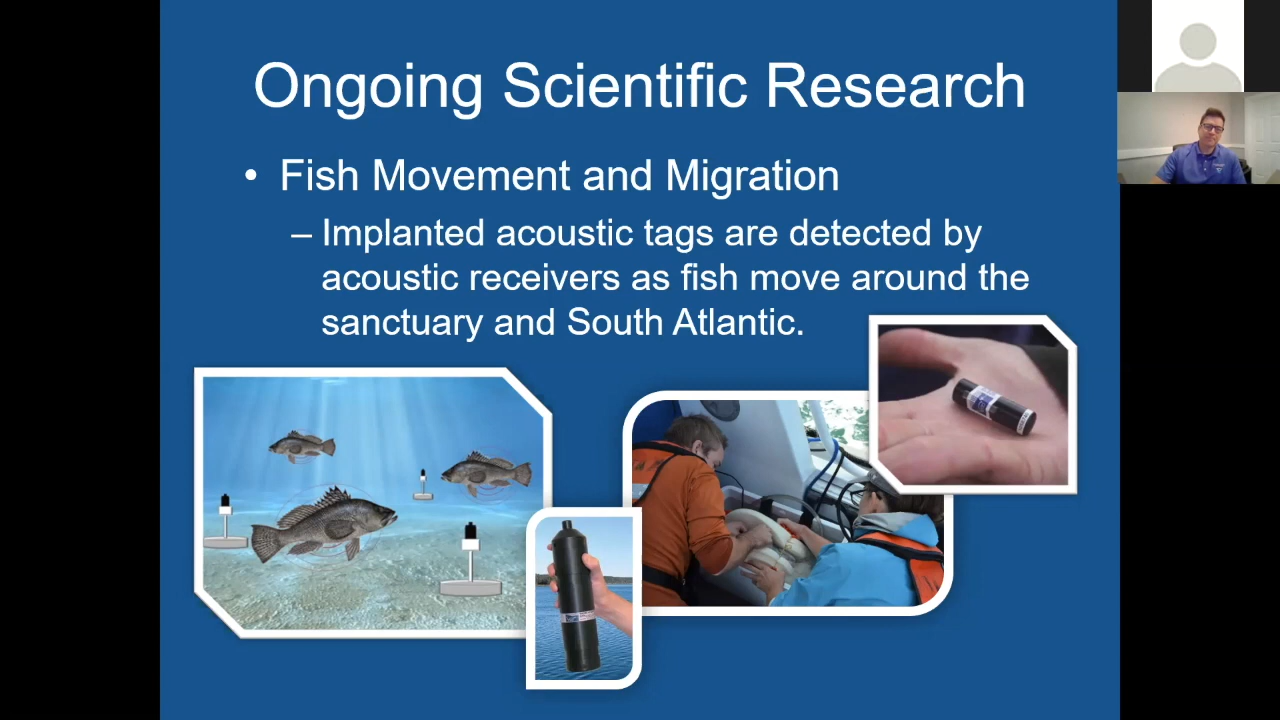 Ongoing Scientific Research
• Fish Movement and Migration
– Implanted acoustic tags are detected by
acoustic receivers as fish move around the
sanctuary and South Atlantic.